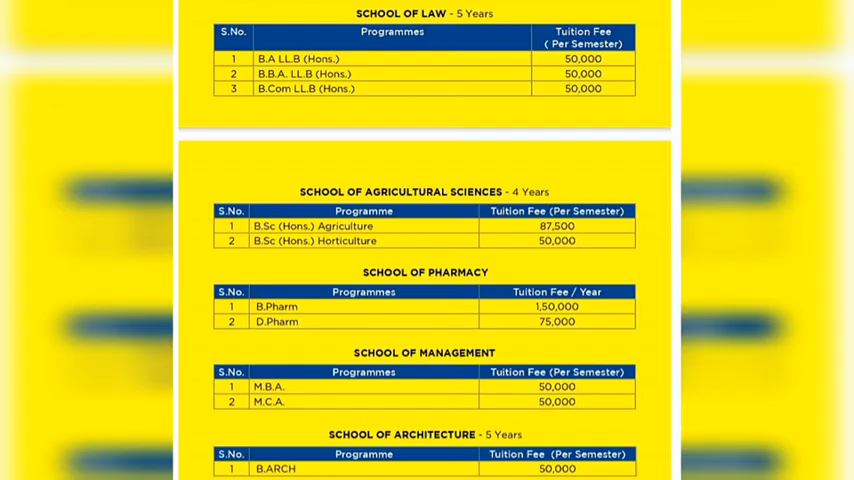 SCHOOL OF LAW - 5 Years
S.No. Programmes Tuition Fee ( Per Semester)
1 B.A LL.B (Hons.) 50,000
2 B.B.A. LL.B (Hons.) 50,000
3 B.Com LL.B (Hons.) 50,000
SCHOOL OF AGRICULTURAL SCIENCES - 4 Years
S.No. Programme Tuition Fee (Per Semester)
1 B.Sc (Hons.) Agriculture 87,500
2 B.Sc (Hons.) Horticulture 50,000
SCHOOL OF PHARMACY
S.No. Programmes Tuition Fee / Year
1 B.Pharm 1,50,000
2 D.Pharm 75,000
SCHOOL OF MANAGEMENT
S.No. Programmes Tuition Fee (Per Semester)
1 M.B.A. 50,000
2 M.C.A. 50,000
SCHOOL OF ARCHITECTURE - 5 Years
S.No. Programme Tuition Fee (Per Semester)
1 B.ARCH 50,000